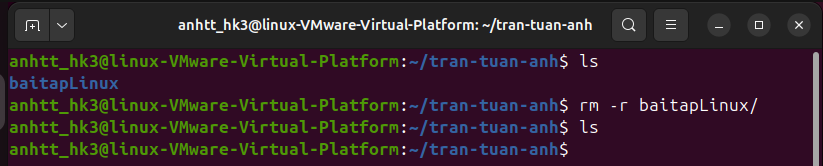 anhtt_hk3@linux-VMware-Virtual-Platform: ~/tran-tuan-anh
anhtt_hk3@linux-VMware-Virtual-Platform:~/tran-tuan-anh$ ls
baitapLinux
anhtt_hk3@linux-VMware-Virtual-Platform:~/tran-tuan-anh$ rm -r baitapLinux/
anhtt_hk3@linux-VMware-Virtual-Platform:~/tran-tuan-anh$ ls
anhtt_hk3@linux-VMware-Virtual-Platform:~/tran-tuan-anh$